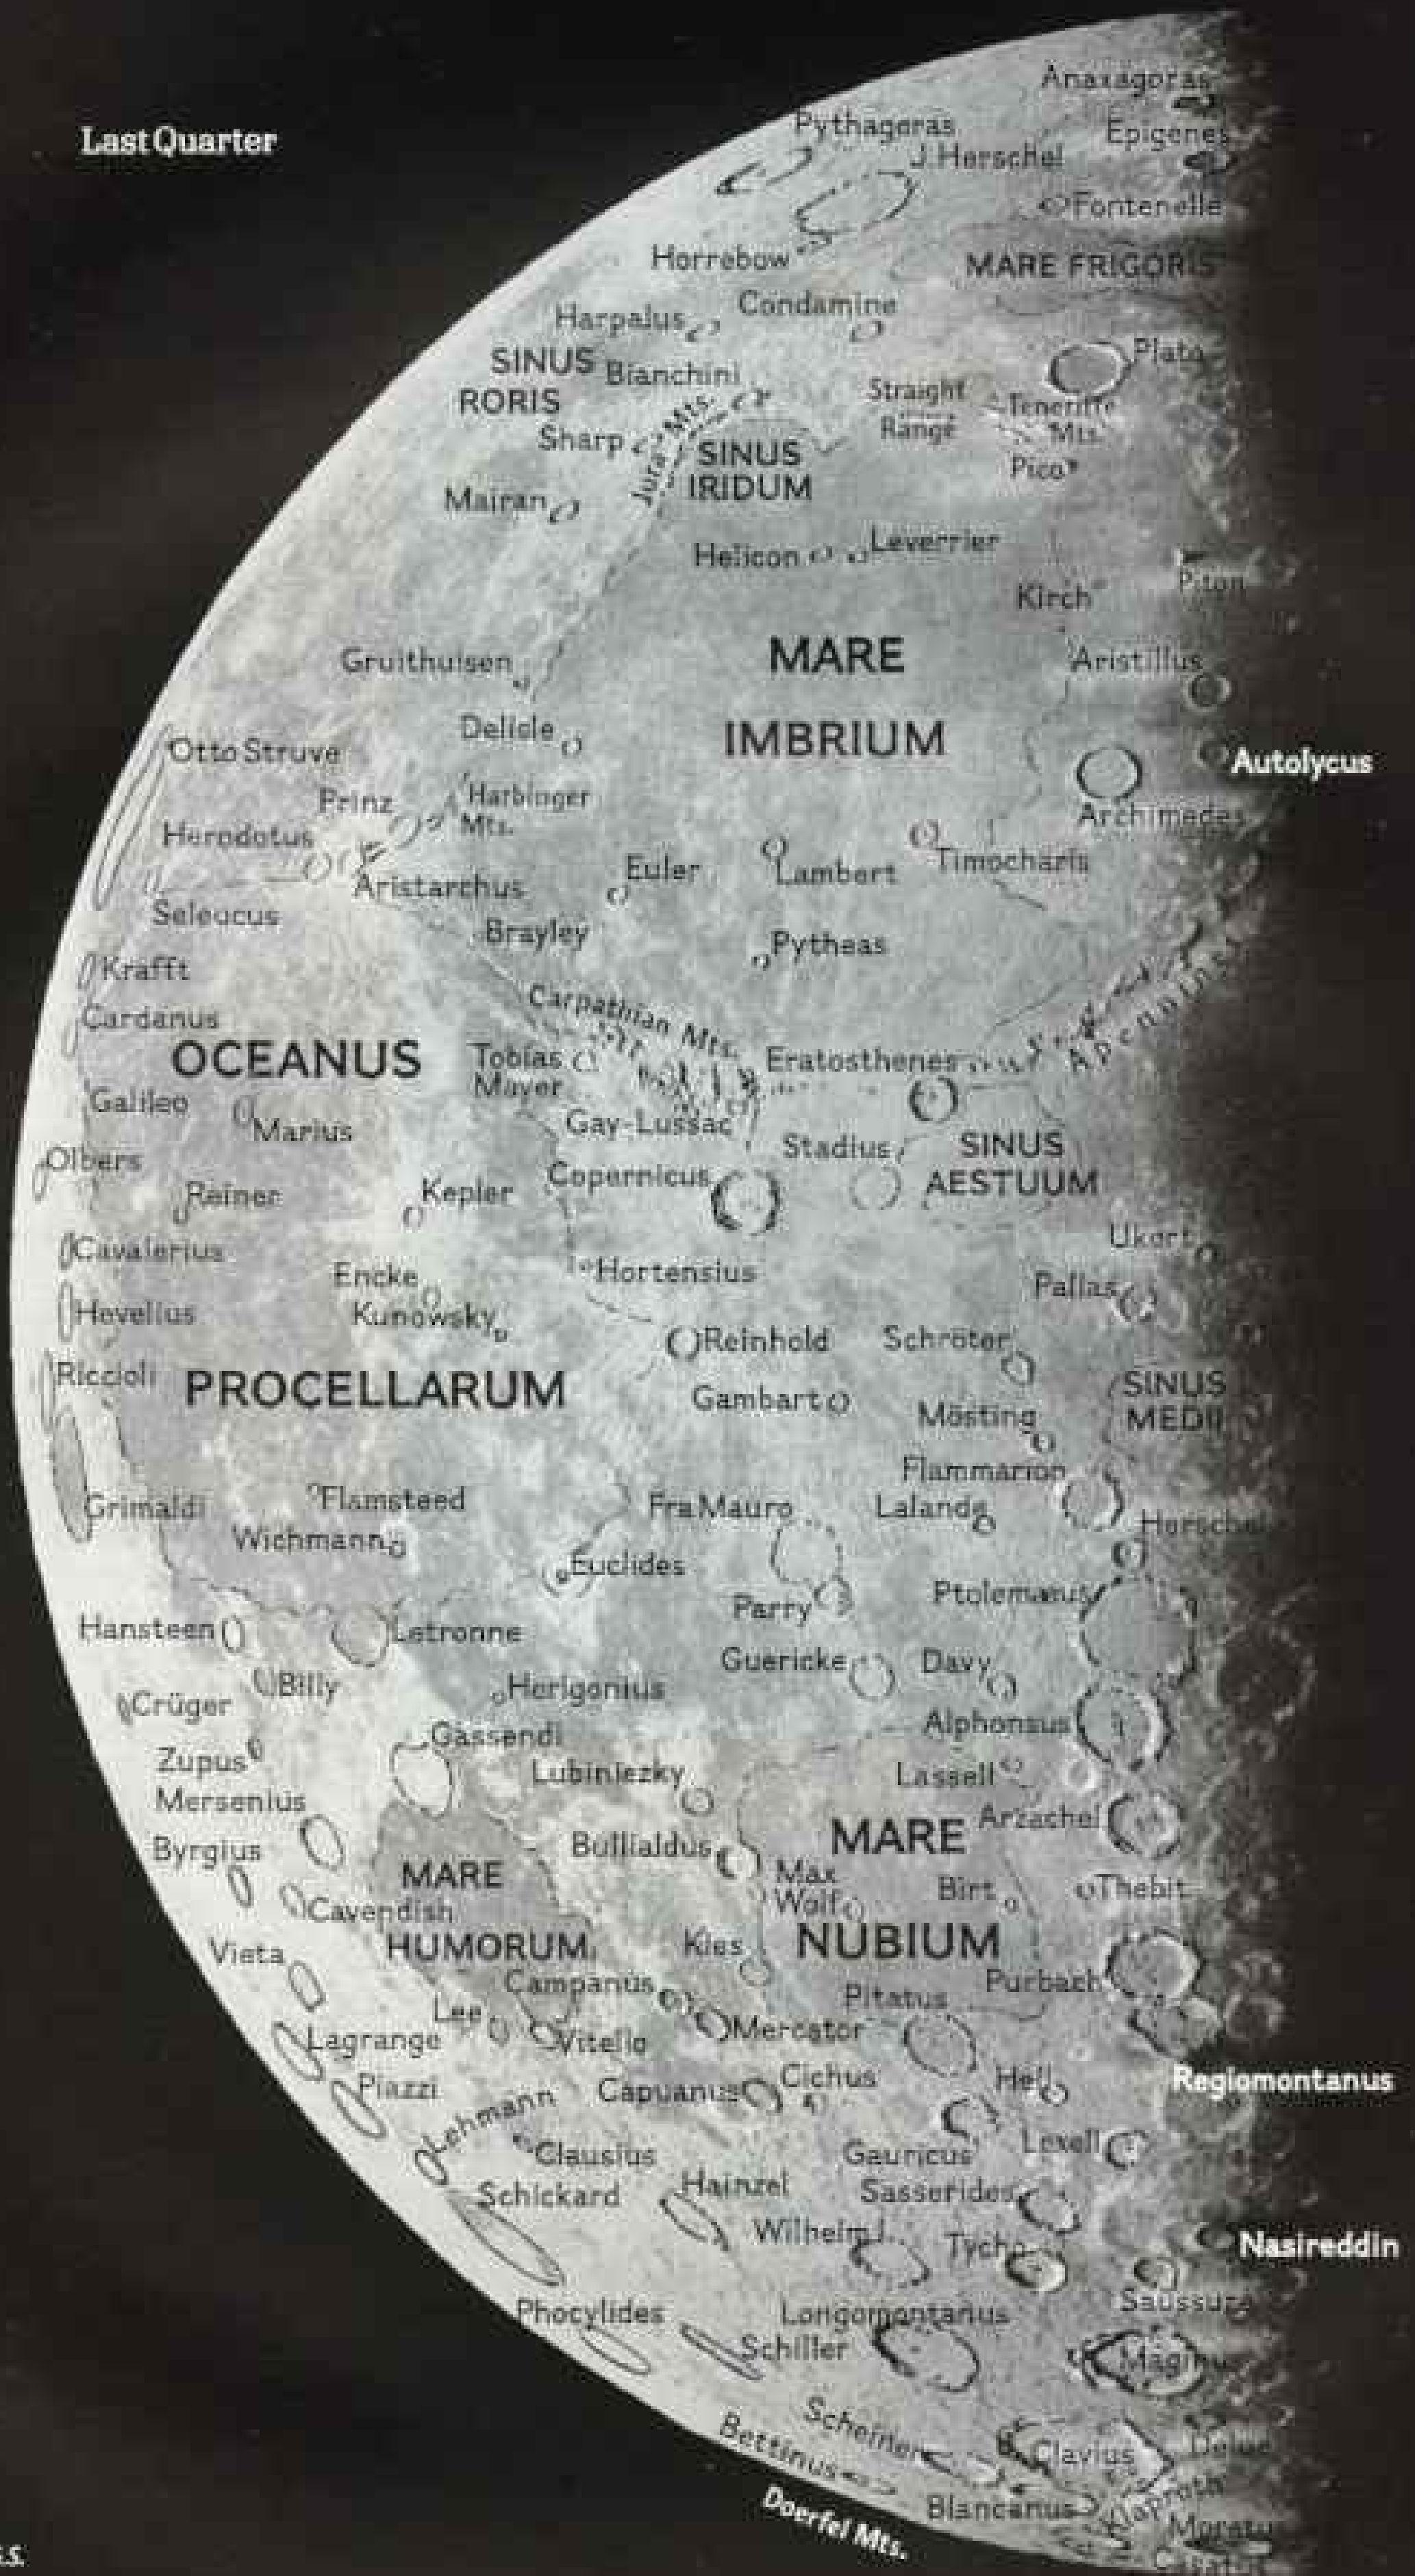 Last Quarter
Anaxagoras
Pythagoras
Epigenes
J. Herschel
Fontenelle
Horrebow
MARE FRIGORIS
Condamine
Harpalus
Plato
SINUS
RORIS
Bianchini
Straight
Range
Teneriffe
Mts.
Jura Mts.
Sharp
SINUS
IRIDUM
Pico
Mairan
Helicon
Leverrier
Piton
Kirch
MARE
IMBRIUM
Gruithuisen
Aristillus
Delisle
Otto Struve
Autolycus
Prinz
Harbinger
Mts.
Archimedes
Herodotus
Timocharis
Euler
Lambert
Aristarchus
Seleucus
Brayley
Pytheas
Krafft
Carpathian Mts.
Apennines
Cardanus
OCEANUS
Tobias
Mayer
Eratosthenes
Galileo
Marius
Gay-Lussac
Stadius
SINUS
AESTUUM
Olbers
Copernicus
Reiner
Kepler
Ukert
Cavalerius
Encke
Hortensius
Pallas
Hevelius
Kunowsky
Reinhold
Schröter
Riccioli
PROCELLARUM
Gambart
SINUS
MEDII
Mösting
Flammarion
Grimaldi
Flamsteed
Fra Mauro
Lalande
Herschel
Wichmann
Euclides
Ptolemaeus
Parry
Hansteen
Letronne
Guericke
Davy
Billy
Herigonius
Crüger
Alphonsus
Gassendi
Zupus
Lubiniezky
Lassell
Mersenius
Arzachel
MARE
NUBIUM
Byrgius
Bullialdus
Max
Wolf
MARE
HUMORUM
Birt
Thebit
Cavendish
Vieta
Kies
Campanus
Purbach
Pitatus
Lee
Vitello
Mercator
Lagrange
Piazzi
Capuanus
Cichus
Hell
Regiomontanus
Lehmann
Clausius
Gauricus
Lexell
Schickard
Hainzel
Sasserides
Wilhelm I
Tycho
Nasireddin
Saussure
Phocylides
Longomontanus
Schiller
Maginus
Scheiner
Bettinus
Clavius
Deluc
Doerfel Mts.
Blancanus
Klaproth